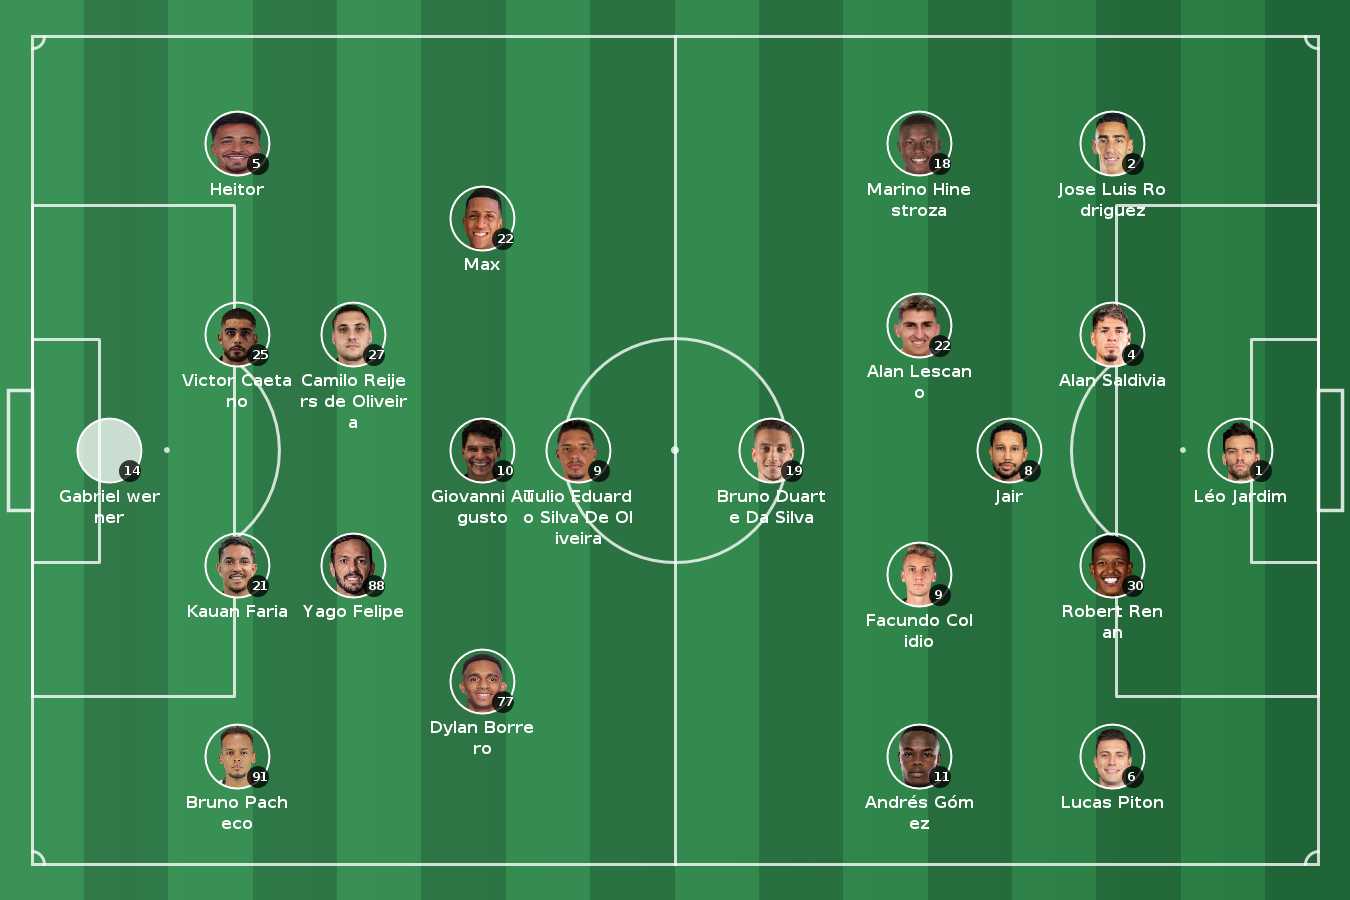 5
Heitor
22
Max
25
Victor Caeta
no
27
Camilo Reije
rs de Oliveir
a
14
Gabriel wer
ner
10
Giovanni Au
gusto
9
Tulio Eduard
o Silva De Ol
iveira
21
Kauan Faria
88
Yago Felipe
77
Dylan Borre
ro
91
Bruno Pach
eco
18
Marino Hine
stroza
2
Jose Luis Ro
driguez
22
Alan Lescan
o
4
Alan Saldivia
19
Bruno Duart
e Da Silva
8
Jair
1
Léo Jardim
9
Facundo Col
idio
30
Robert Ren
an
11
Andrés Góm
ez
6
Lucas Piton